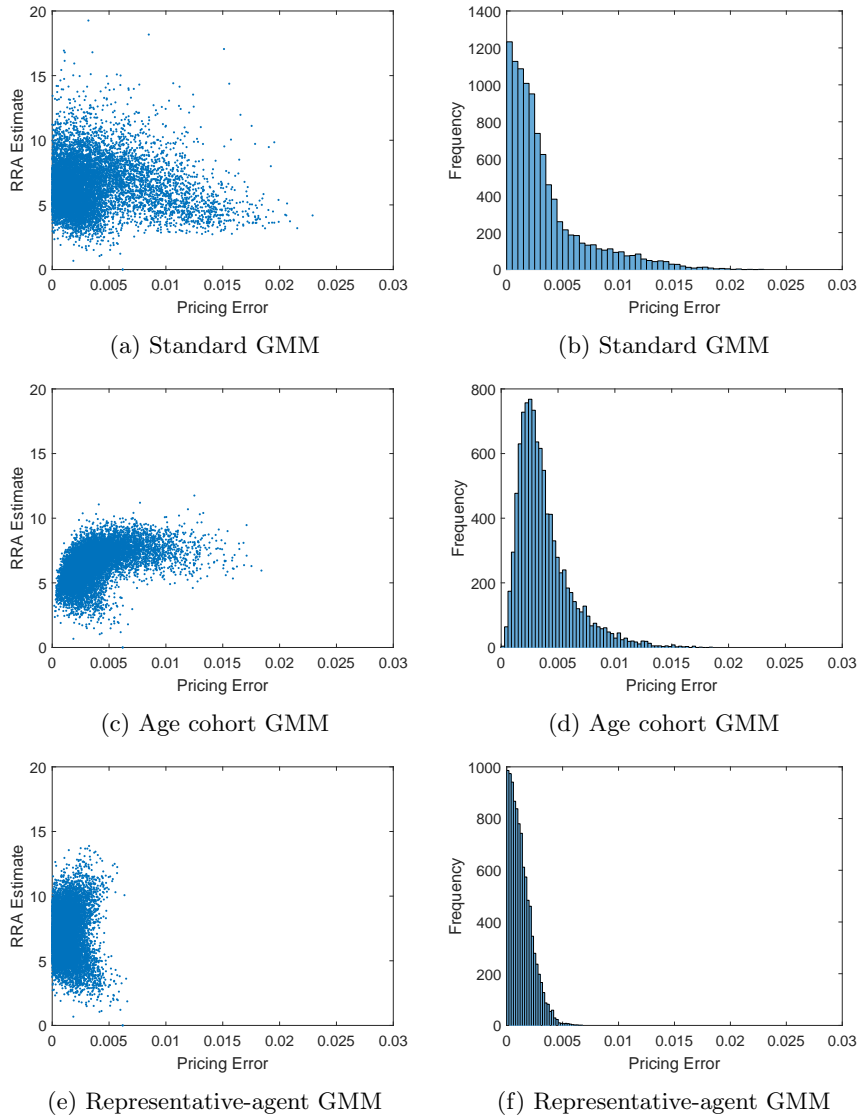 20
15
10
5
0
RRA Estimate
0 0.005 0.01 0.015 0.02 0.025 0.03
Pricing Error
(a) Standard GMM
1400
1200
1000
800
600
400
200
0
Frequency
0 0.005 0.01 0.015 0.02 0.025 0.03
Pricing Error
(b) Standard GMM
20
15
10
5
0
RRA Estimate
0 0.005 0.01 0.015 0.02 0.025 0.03
Pricing Error
(c) Age cohort GMM
800
600
400
200
0
Frequency
0 0.005 0.01 0.015 0.02 0.025 0.03
Pricing Error
(d) Age cohort GMM
20
15
10
5
0
RRA Estimate
0 0.005 0.01 0.015 0.02 0.025 0.03
Pricing Error
(e) Representative-agent GMM
1000
800
600
400
200
0
Frequency
0 0.005 0.01 0.015 0.02 0.025 0.03
Pricing Error
(f) Representative-agent GMM